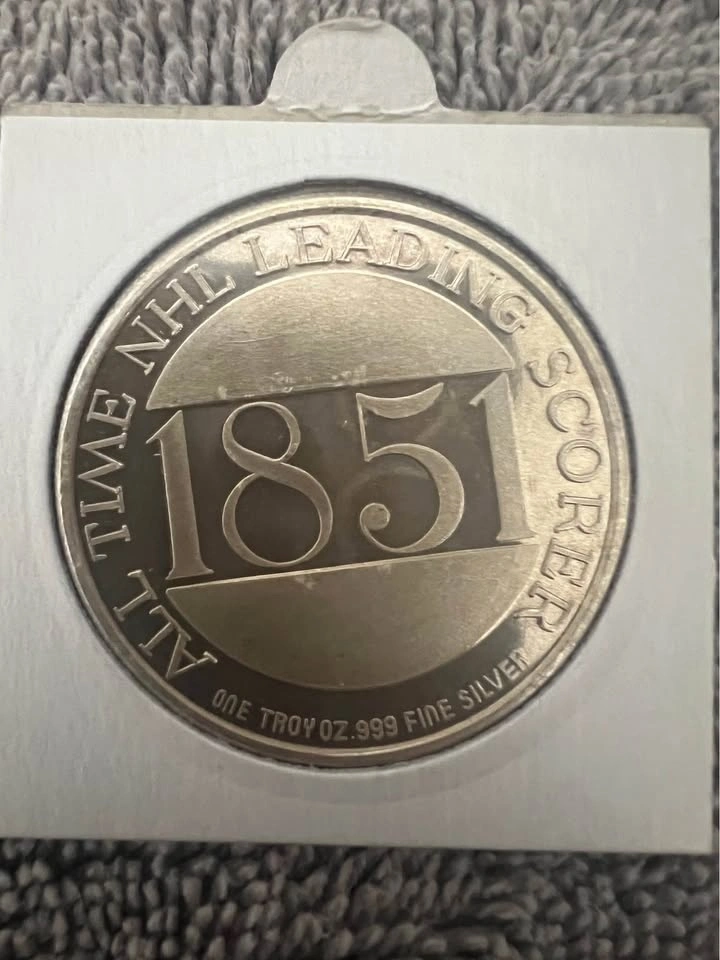 ALL TIME NHL LEADING SCORER
1851
ONE TROY OZ .999 FINE SILVER